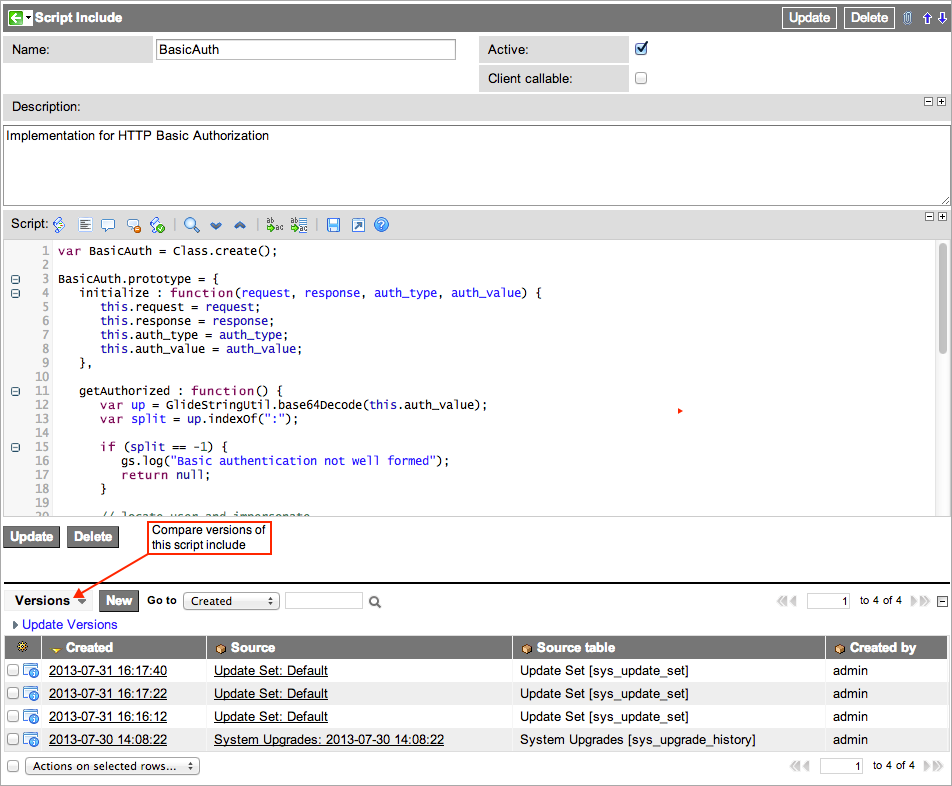 Script Include
Update
Delete
Name:
BasicAuth
Active:
Client callable:
Description:
Implementation for HTTP Basic Authorization
Script:
1 var BasicAuth = Class.create();
2
3 BasicAuth.prototype = {
4 initialize : function(request, response, auth_type, auth_value) {
5 this.request = request;
6 this.response = response;
7 this.auth_type = auth_type;
8 this.auth_value = auth_value;
9 },
10
11 getAuthorized : function() {
12 var up = GlideStringUtil.base64Decode(this.auth_value);
13 var split = up.indexOf(":");
14
15 if (split == -1) {
16 gs.log("Basic authentication not well formed");
17 return null;
18 }
19
20 // locate user and impersonate
Update
Delete
Compare versions of
this script include
Versions
New
Go to
Created
1 to 4 of 4
Update Versions
Created Source Source table Created by
2013-07-31 16:17:40 Update Set: Default Update Set [sys_update_set] admin
2013-07-31 16:17:22 Update Set: Default Update Set [sys_update_set] admin
2013-07-31 16:16:12 Update Set: Default Update Set [sys_update_set] admin
2013-07-30 14:08:22 System Upgrades: 2013-07-30 14:08:22 System Upgrades [sys_upgrade_history] admin
Actions on selected rows...
1 to 4 of 4